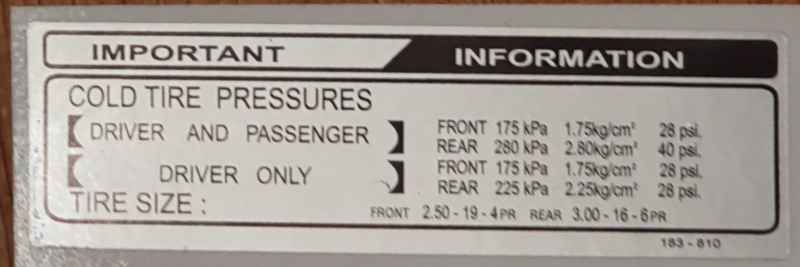 IMPORTANT INFORMATION
COLD TIRE PRESSURES
DRIVER AND PASSENGER FRONT 175 kPa 1.75kg/cm² 28 psi.
REAR 280 kPa 2.80kg/cm² 40 psi.
DRIVER ONLY FRONT 175 kPa 1.75kg/cm² 28 psi.
REAR 225 kPa 2.25kg/cm² 28 psi.
TIRE SIZE : FRONT 2.50 - 19 - 4PR REAR 3.00 - 16 - 6PR
183 - 810